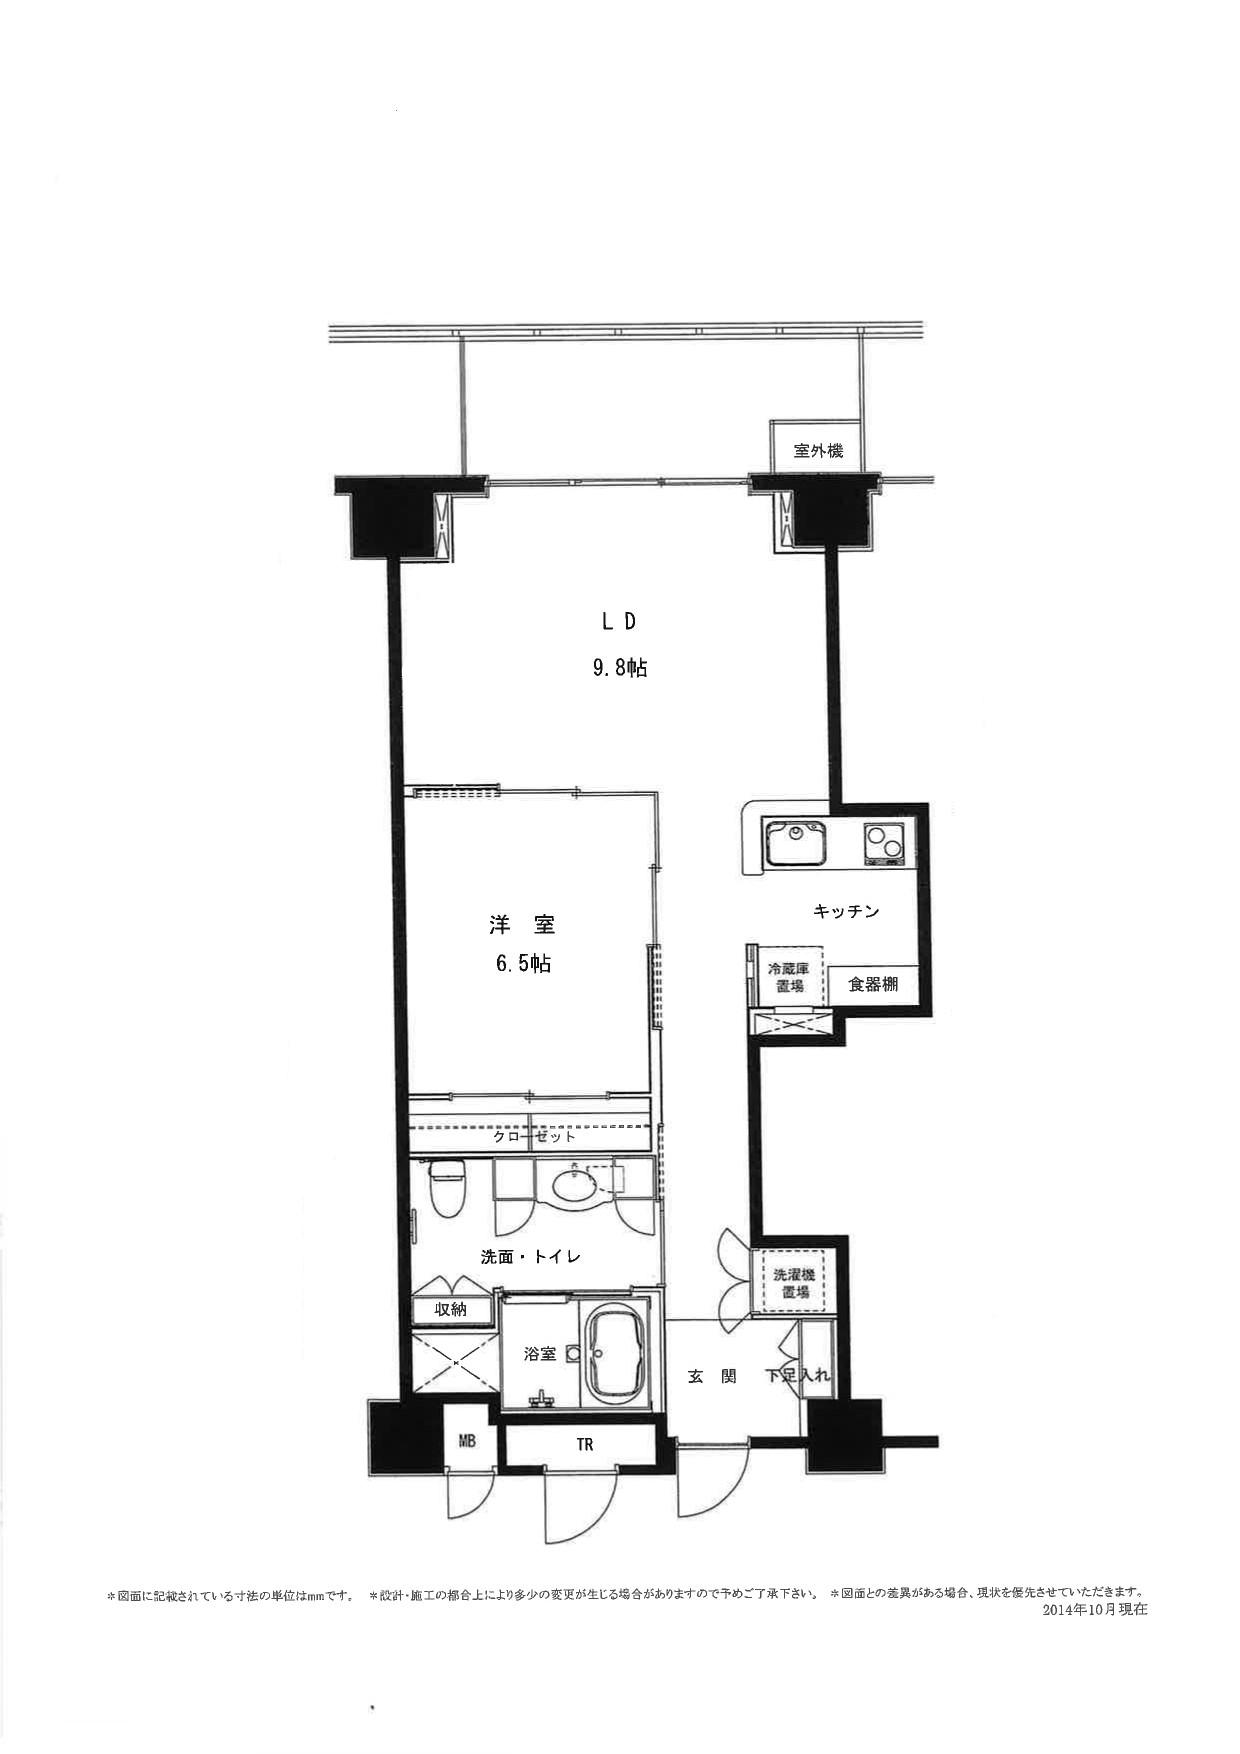 室外機
ＬＤ
9.8帖
洋　室
6.5帖
キッチン
冷蔵庫
置場
食器棚
クローゼット
洗面・トイレ
収納
洗濯機
置場
浴室
玄　関
下足入れ
MB
TR
＊図面に記載されている寸法の単位はmmです。　＊設計・施工の都合上により多少の変更が生じる場合がありますので予めご了承下さい。　＊図面との差異がある場合、現状を優先させていただきます。
2014年10月現在